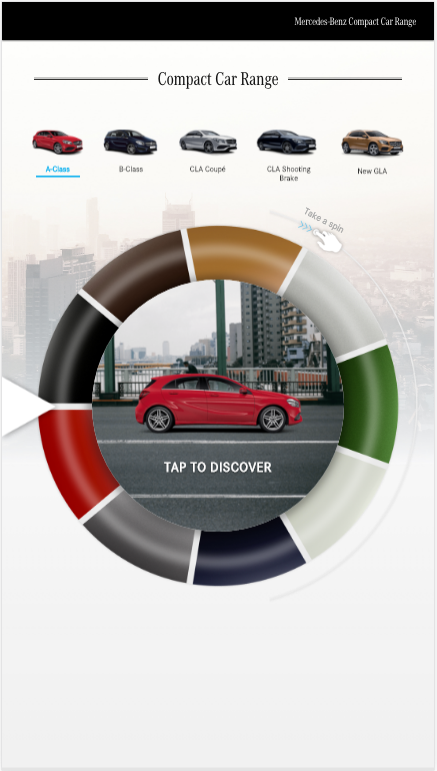 Mercedes-Benz Compact Car Range
Compact Car Range
A-Class
B-Class
CLA Coupé
CLA Shooting
Brake
New GLA
Take a spin
TAP TO DISCOVER